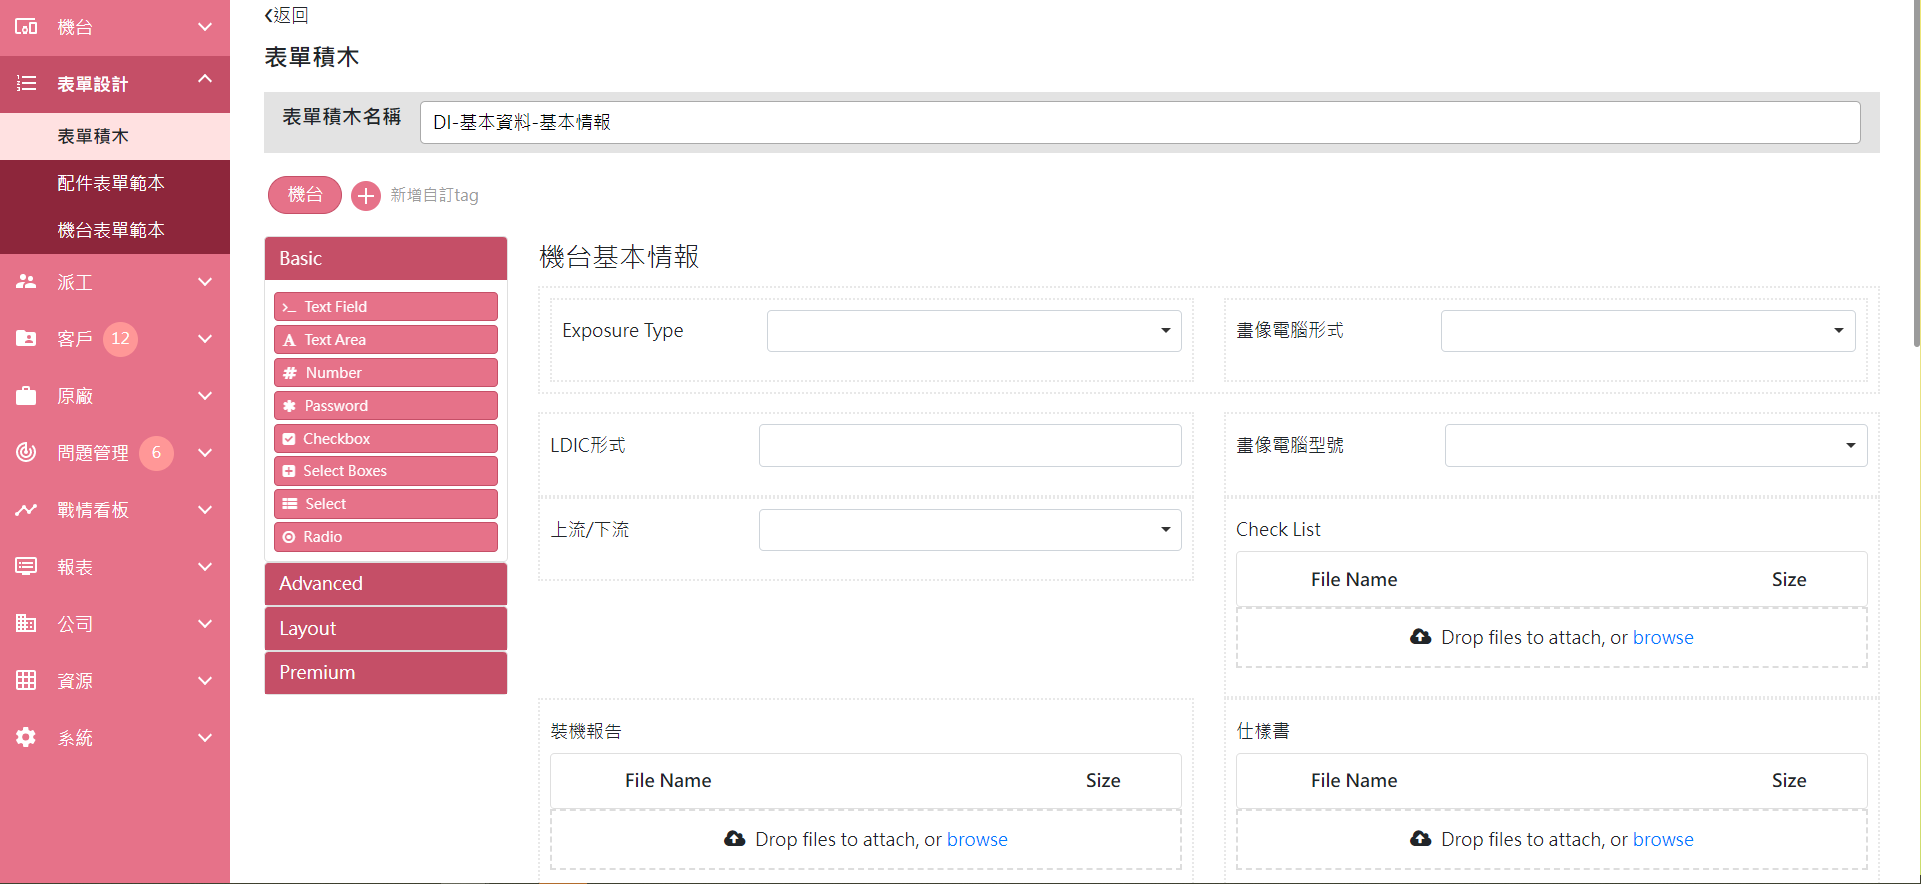 機台
表單設計
表單積木
配件表單範本
機台表單範本
派工
客戶 12
原廠
問題管理 6
戰情看板
報表
公司
資源
系統
返回
表單積木
表單積木名稱 DI-基本資料-基本情報
機台 新增自訂tag
Basic
Text Field
Text Area
Number
Password
Checkbox
Select Boxes
Select
Radio
Advanced
Layout
Premium
機台基本情報
Exposure Type 畫像電腦形式
LDIC形式 畫像電腦型號
上流/下流 Check List
File Name Size
Drop files to attach, or browse
裝機報告 仕樣書
File Name Size File Name Size
Drop files to attach, or browse Drop files to attach, or browse